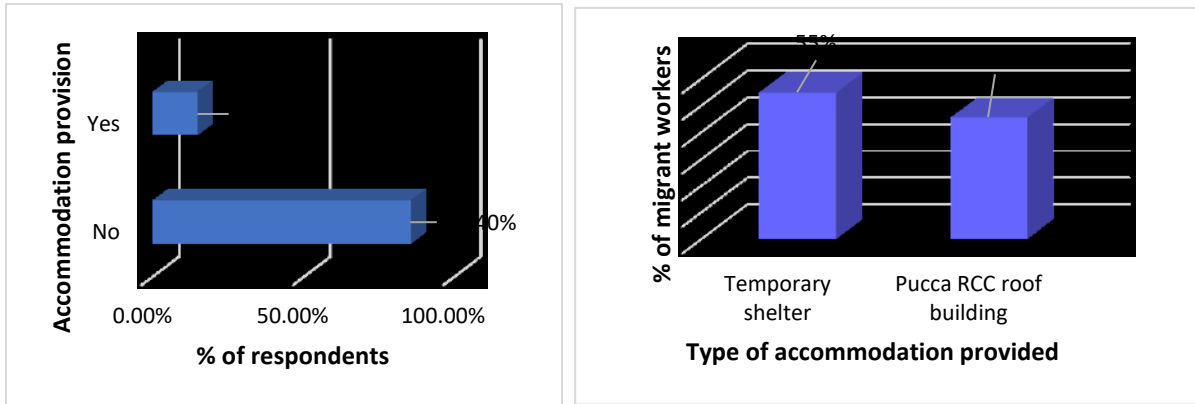 Accommodation provision
Yes
No
40%
0.00% 50.00% 100.00%
% of respondents
% of migrant workers
55%
Temporary shelter
Pucca RCC roof building
Type of accommodation provided